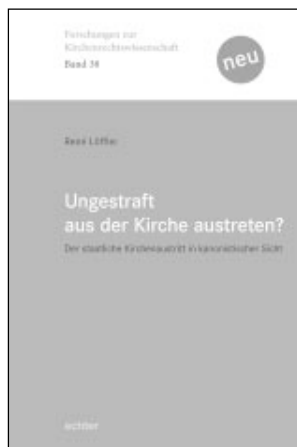 Forschungen zur
Kirchenrechtswissenschaft
Band 38
neu
René Löffler
Ungestraft
aus der Kirche austreten?
Der staatliche Kirchenaustritt in kanonistischer Sicht
echter